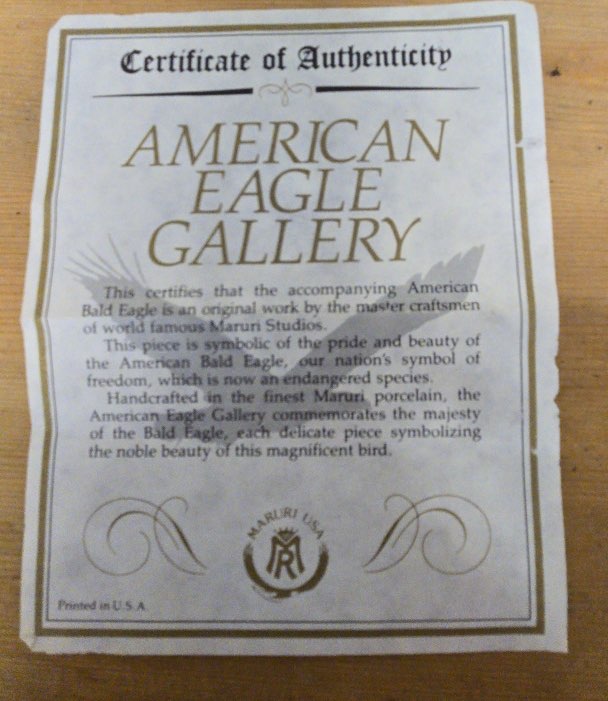 Certificate of Authenticity
AMERICAN
EAGLE
GALLERY
This certifies that the accompanying American
Bald Eagle is an original work by the master craftsmen
of world famous Maruri Studios.
This piece is symbolic of the pride and beauty of
the American Bald Eagle, our nation's symbol of
freedom, which is now an endangered species.
Handcrafted in the finest Maruri porcelain, the
American Eagle Gallery commemorates the majesty
of the Bald Eagle, each delicate piece symbolizing
the noble beauty of this magnificent bird.
MARURI USA
MR
Printed in U.S.A.